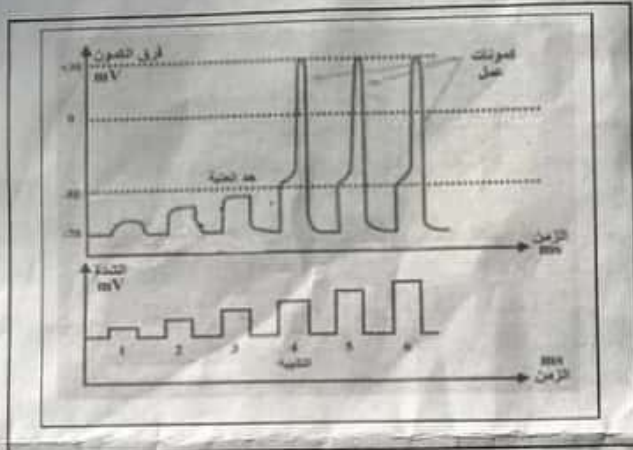 فرق الكمون
mV
+30
كمونات
عمل
0
حد العتبة
-50
-70
الزمن
ms
الشدة
mV
1 2 3 4 5 6
التنبيه
ms
الزمن